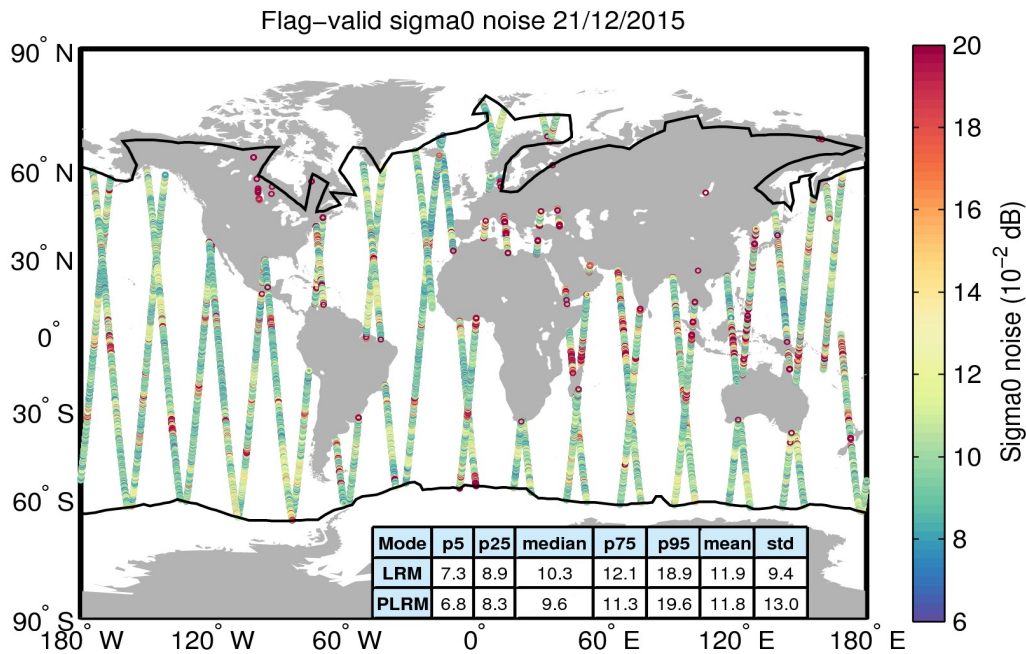 Flag−valid sigma0 noise 21/12/2015
90° N
60° N
30° N
0°
30° S
60° S
90° S
180° W
120° W
60° W
0°
60° E
120° E
180° E
Mode p5 p25 median p75 p95 mean std
LRM 7.3 8.9 10.3 12.1 18.9 11.9 9.4
PLRM 6.8 8.3 9.6 11.3 19.6 11.8 13.0
20
18
16
14
12
10
8
6
Sigma0 noise (10⁻² dB)